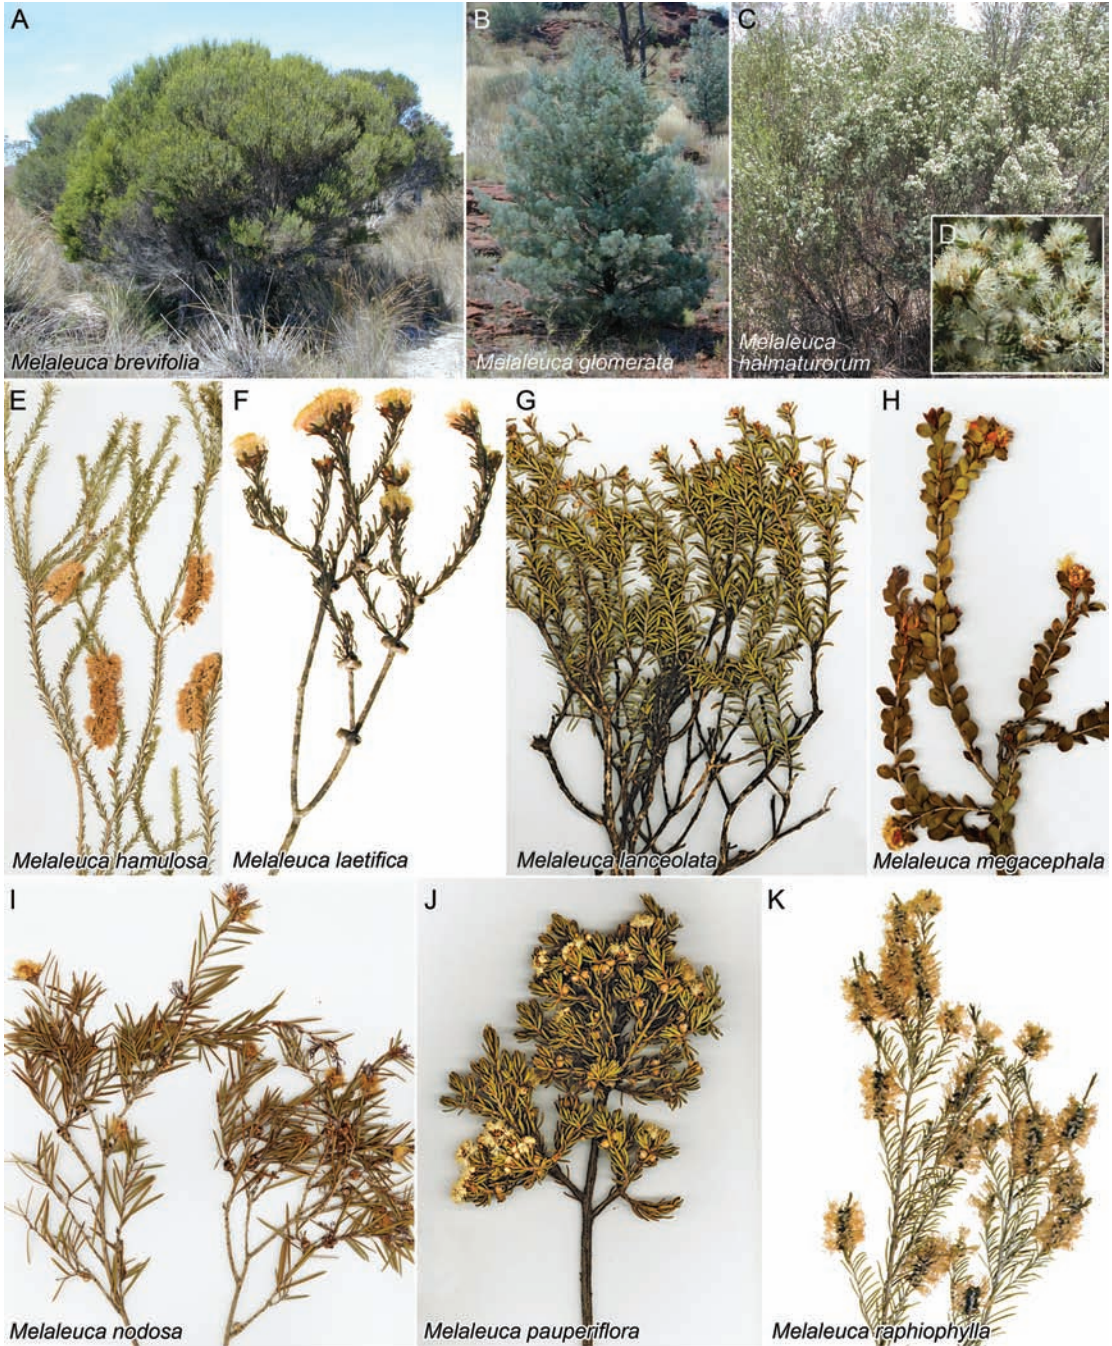 A
B
C
D
Melaleuca brevifolia
Melaleuca glomerata
Melaleuca
halmaturorum
E
F
G
H
Melaleuca hamulosa
Melaleuca laetifica
Melaleuca lanceolata
Melaleuca megacephala
I
J
K
Melaleuca nodosa
Melaleuca pauperiflora
Melaleuca raphiophylla